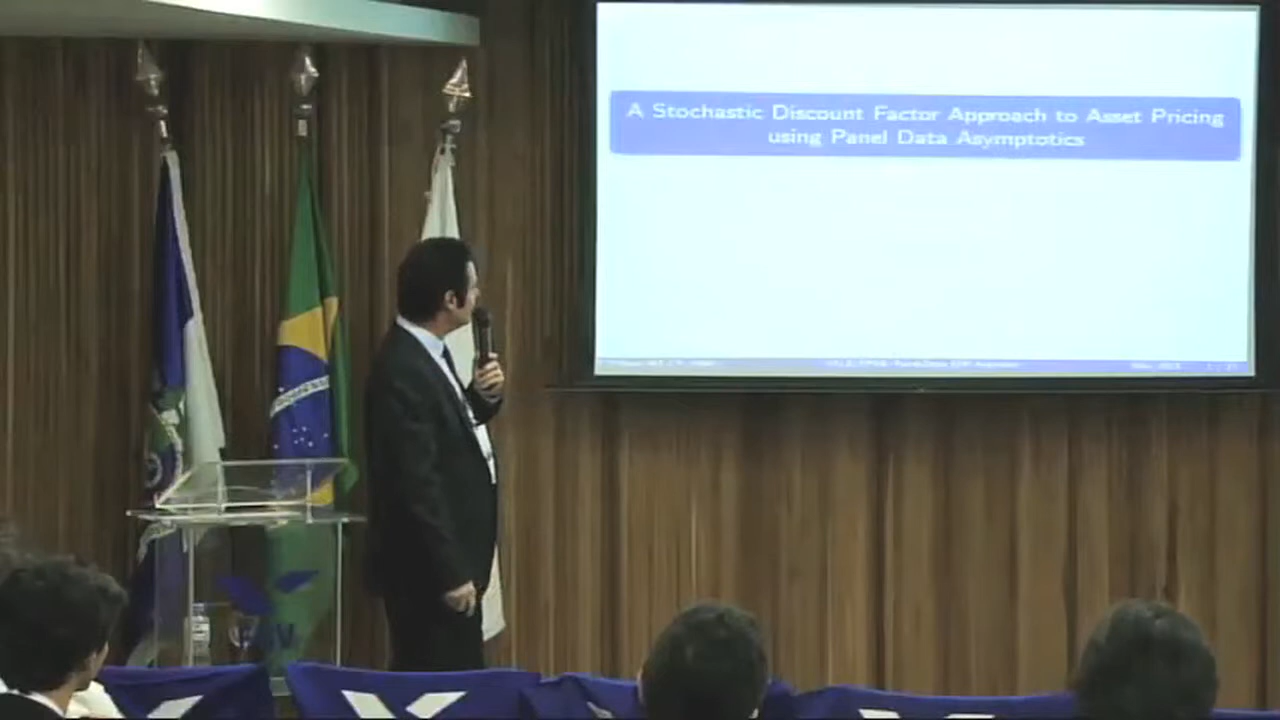 A Stochastic Discount Factor Approach to Asset Pricing
using Panel Data Asymptotics